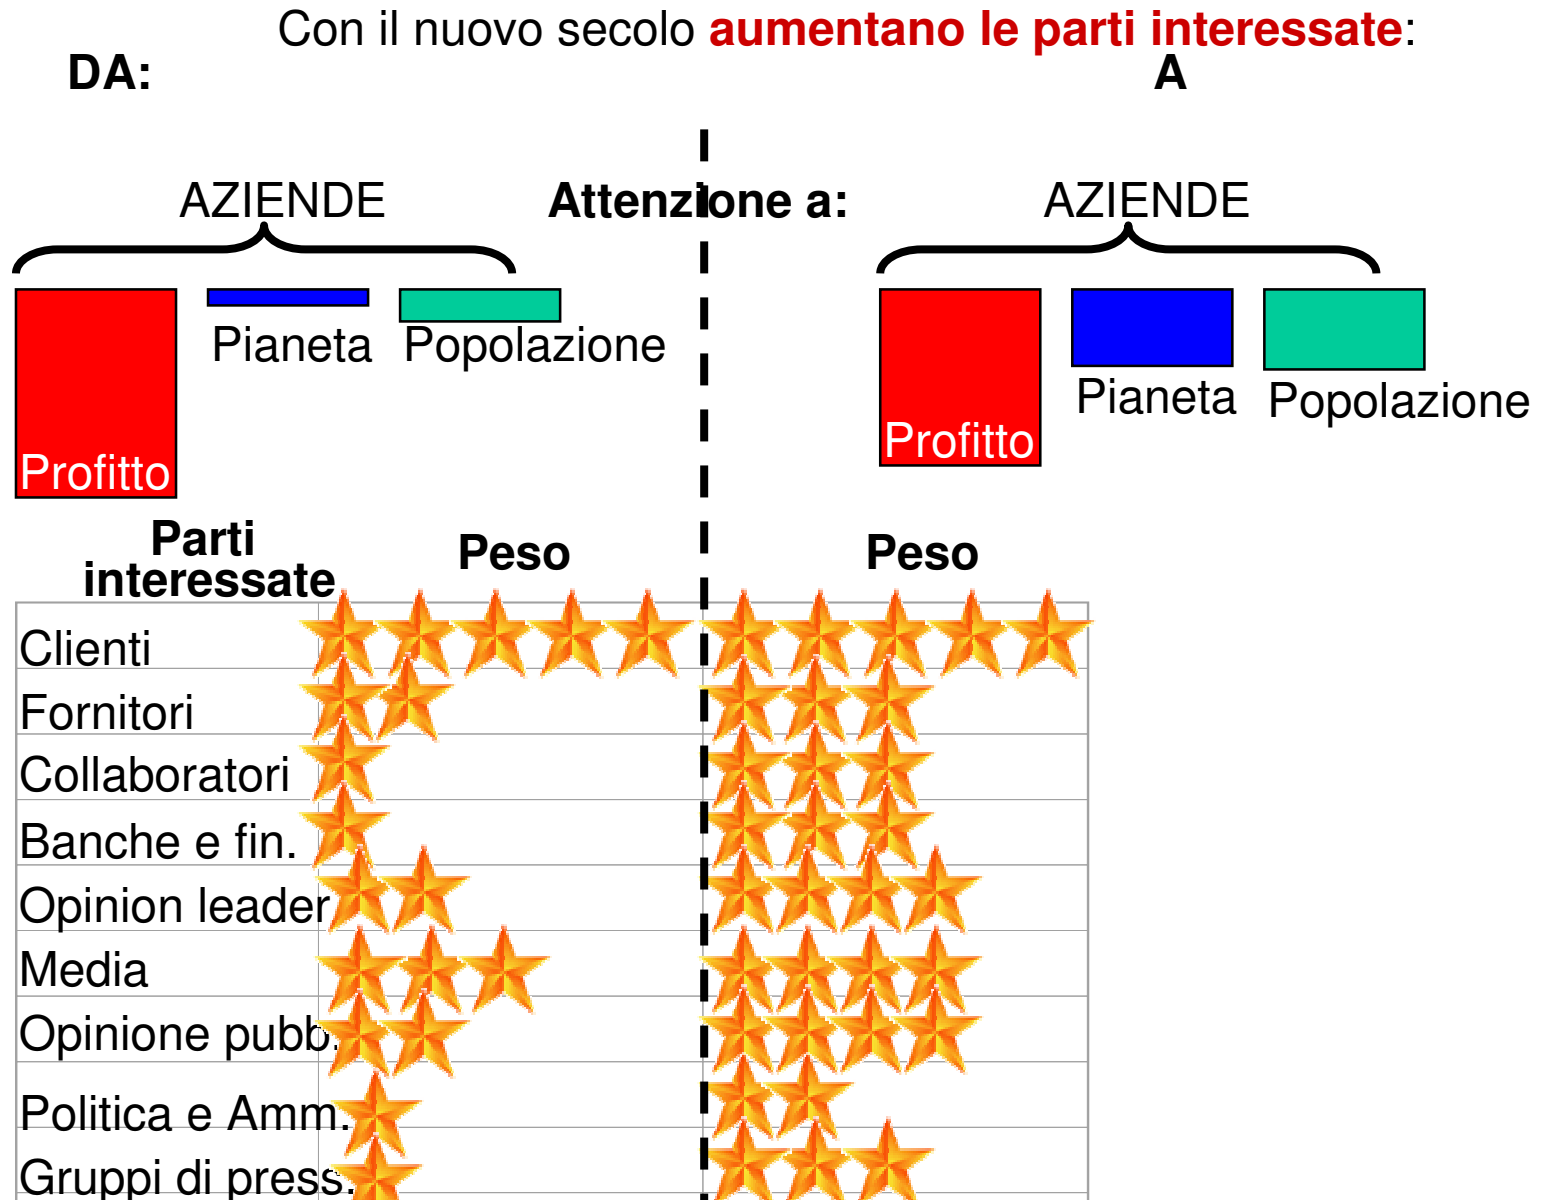 Con il nuovo secolo aumentano le parti interessate:
DA:
A
AZIENDE
Attenzione a:
AZIENDE
Pianeta
Popolazione
Profitto
Pianeta
Popolazione
Profitto
Parti
interessate
Peso
Peso
Clienti
Fornitori
Collaboratori
Banche e fin.
Opinion leader
Media
Opinione pubb.
Politica e Amm.
Gruppi di press.